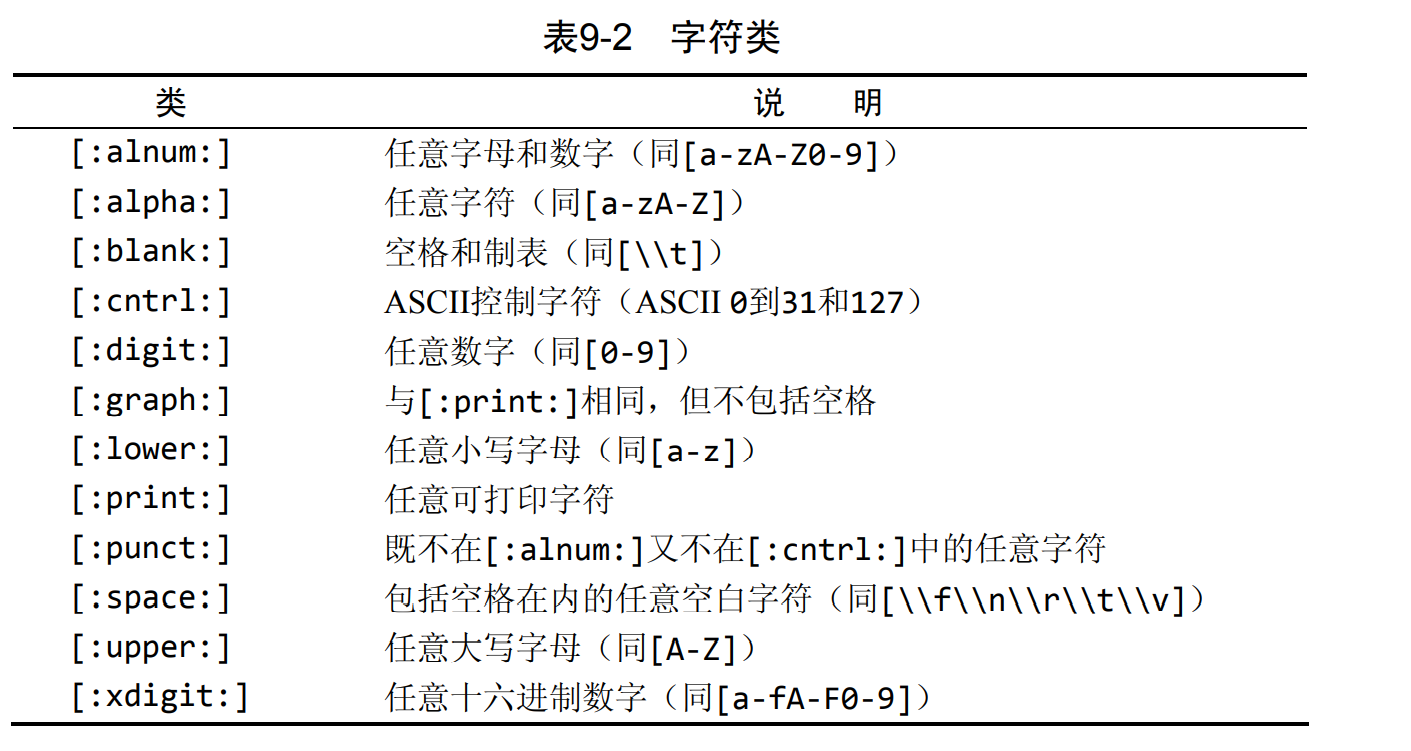 表9-2 字符类
类 说 明
[:alnum:] 任意字母和数字（同[a-zA-Z0-9]）
[:alpha:] 任意字符（同[a-zA-Z]）
[:blank:] 空格和制表（同[\\t]）
[:cntrl:] ASCII控制字符（ASCII 0到31和127）
[:digit:] 任意数字（同[0-9]）
[:graph:] 与[:print:]相同，但不包括空格
[:lower:] 任意小写字母（同[a-z]）
[:print:] 任意可打印字符
[:punct:] 既不在[:alnum:]又不在[:cntrl:]中的任意字符
[:space:] 包括空格在内的任意空白字符（同[\\f\\n\\r\\t\\v]）
[:upper:] 任意大写字母（同[A-Z]）
[:xdigit:] 任意十六进制数字（同[a-fA-F0-9]）